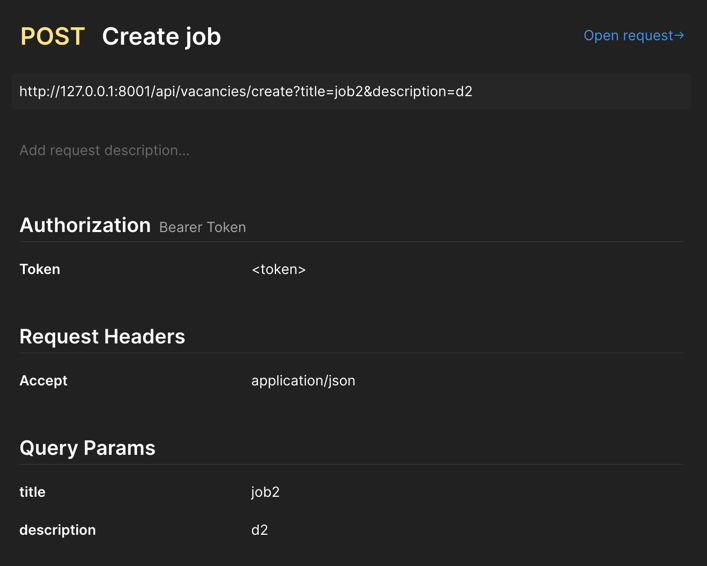 POST Create job Open request→
http://127.0.0.1:8001/api/vacancies/create?title=job2&description=d2
Add request description...
Authorization Bearer Token
Token <token>
Request Headers
Accept application/json
Query Params
title job2
description d2